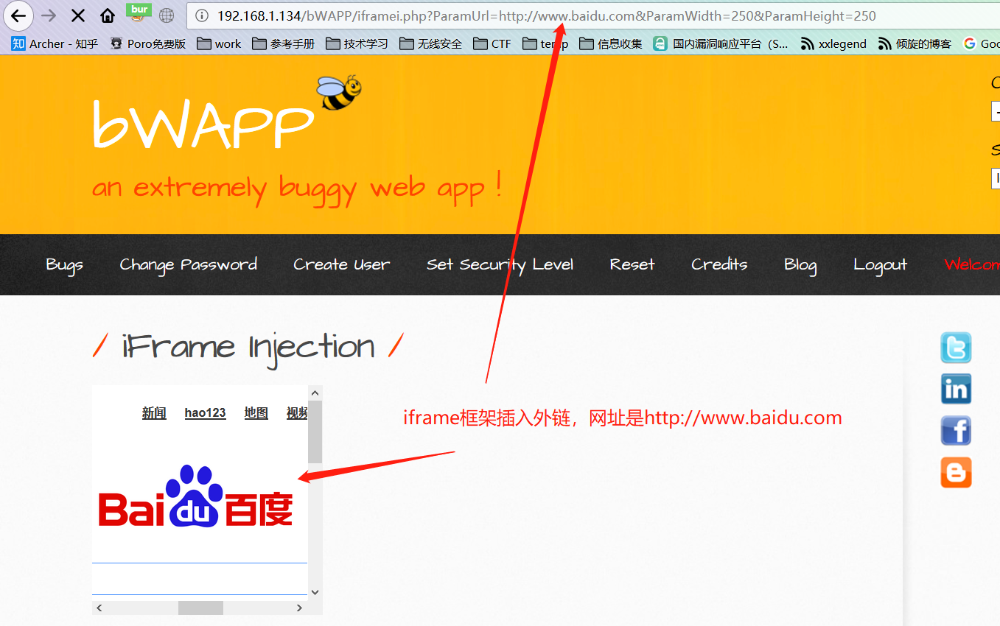 bur
192.168.1.134/bWAPP/iframei.php?ParamUrl=http://www.baidu.com&ParamWidth=250&ParamHeight=250
知 Archer - 知乎 Poro免费版 work 参考手册 技术学习 无线安全 CTF temp 信息收集 国内漏洞响应平台（S... xxlegend 倾旋的博客 Goo
bWAPP
an extremely buggy web app !
Bugs Change Password Create User Set Security Level Reset Credits Blog Logout Welcom
/ iFrame Injection /
新闻 hao123 地图 视频
iframe框架插入外链，网址是http://www.baidu.com
Bai du 百度